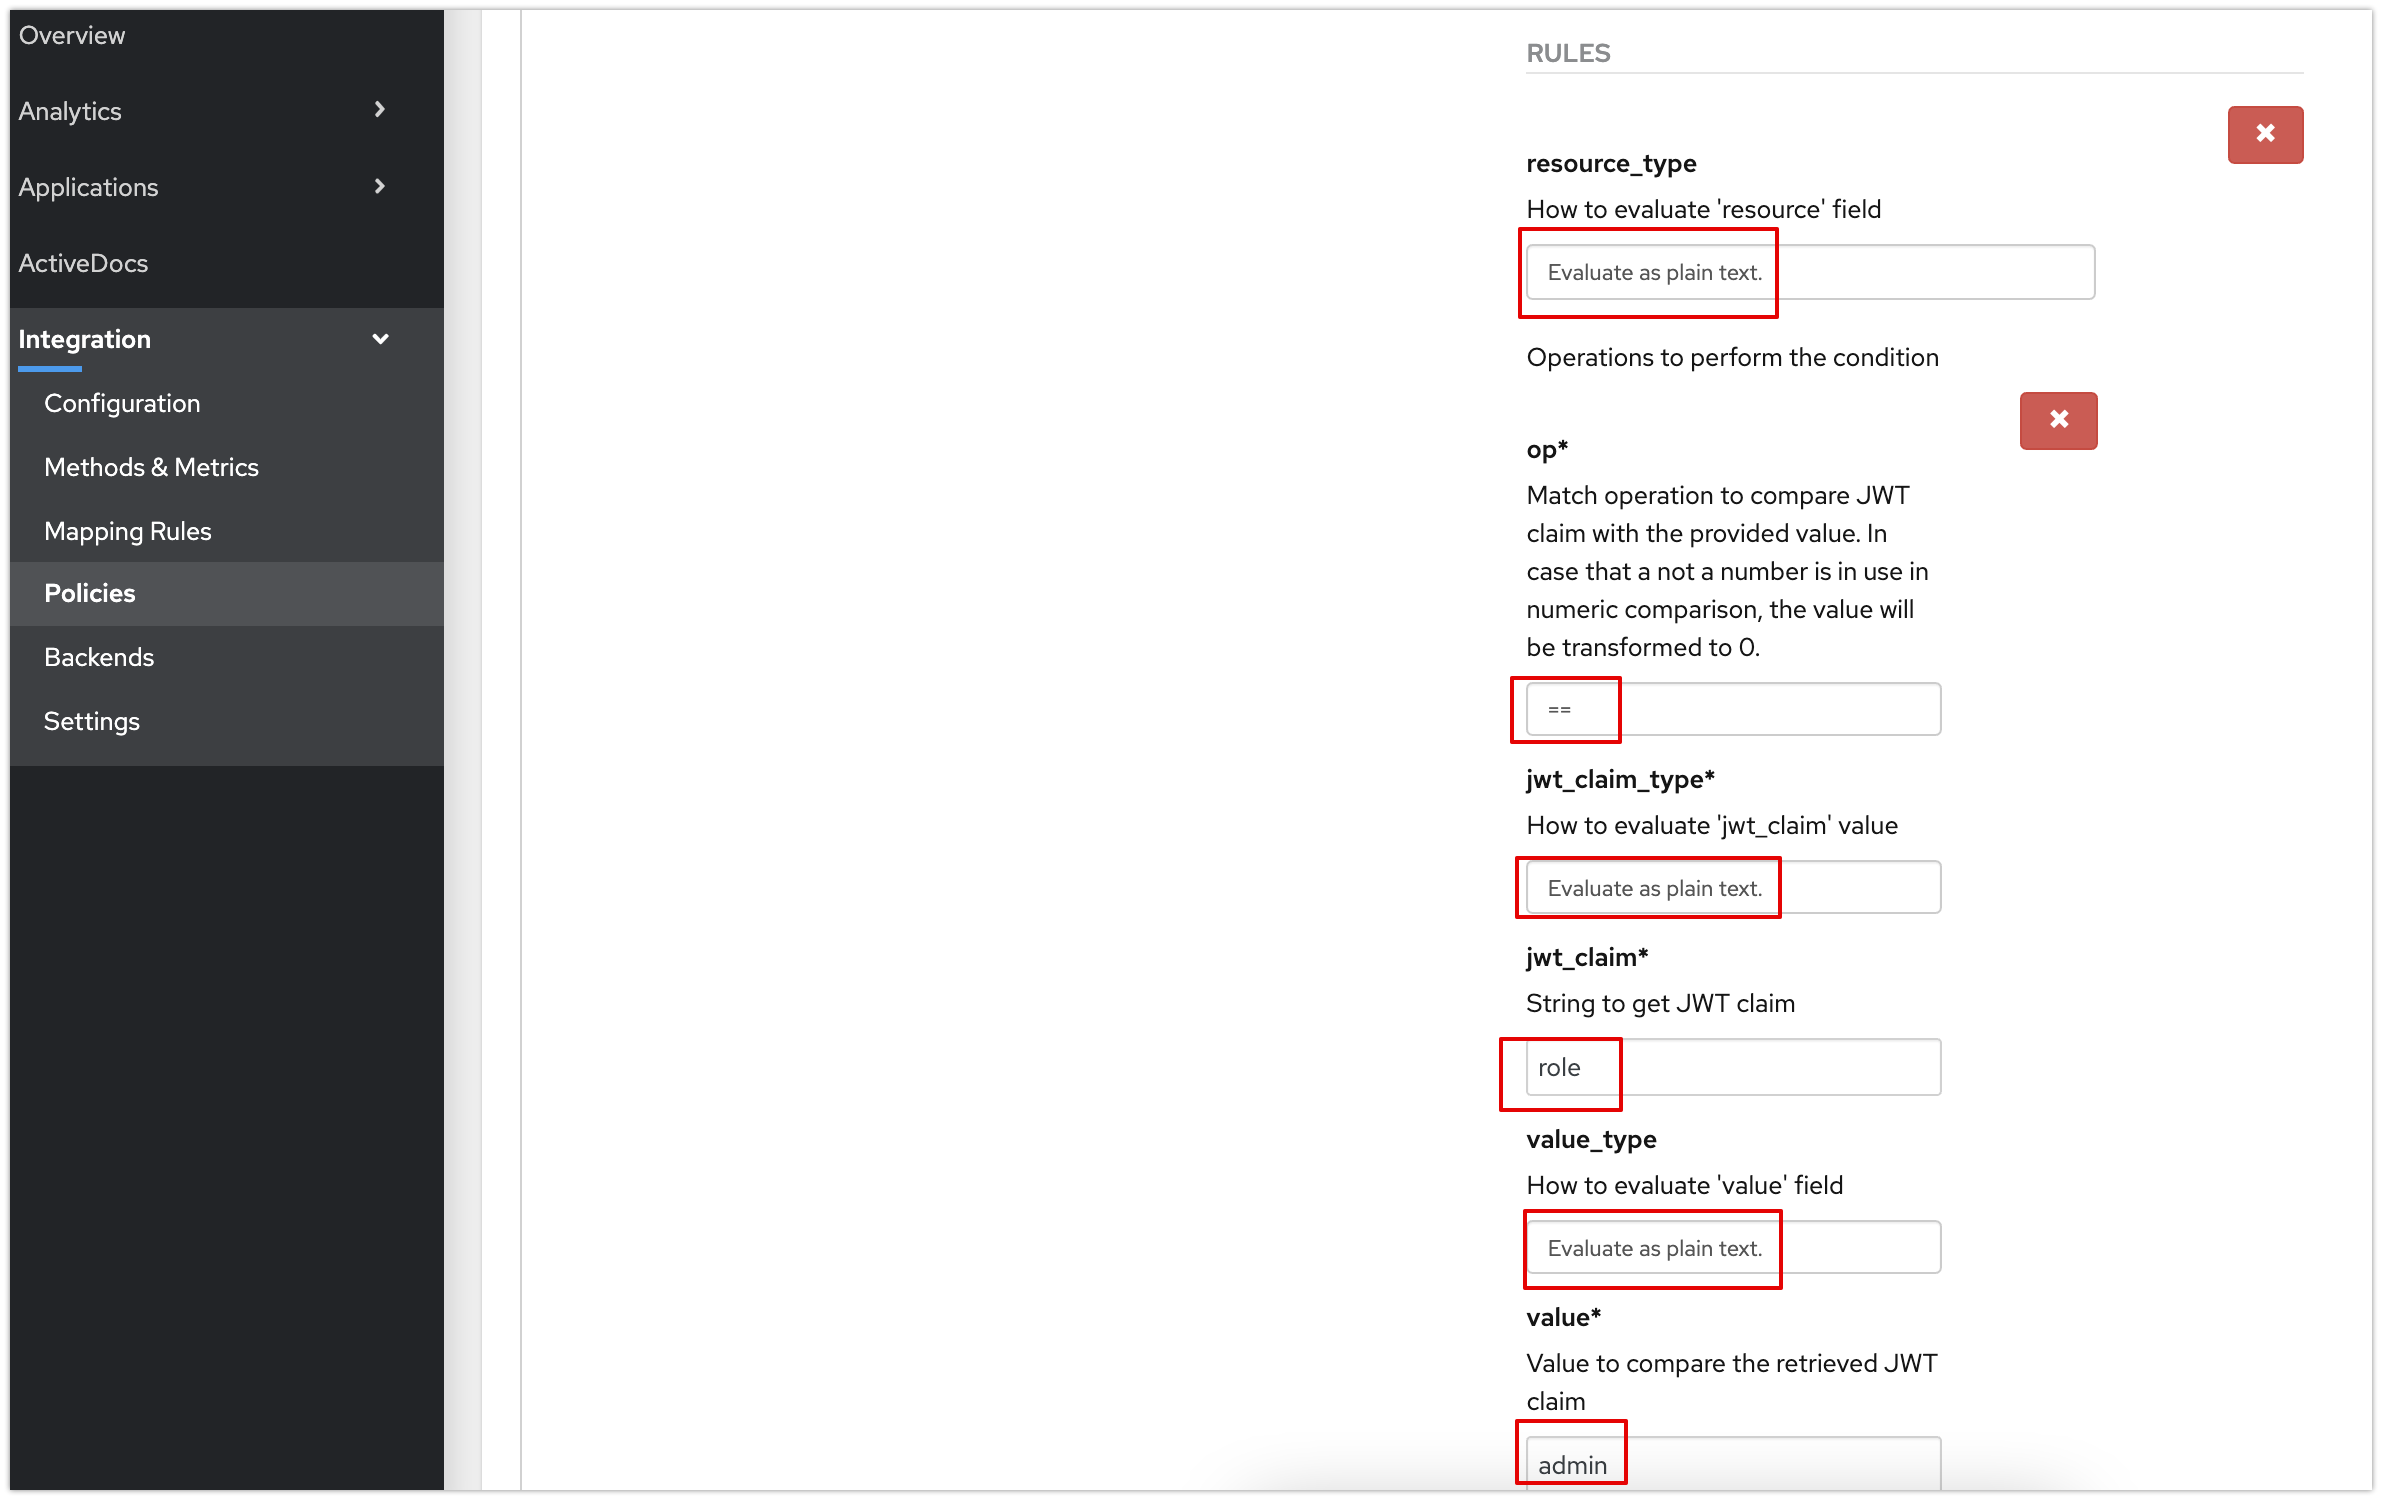 Overview
Analytics
Applications
ActiveDocs
Integration
Configuration
Methods & Metrics
Mapping Rules
Policies
Backends
Settings
RULES
resource_type
How to evaluate 'resource' field
Evaluate as plain text.
Operations to perform the condition
op*
Match operation to compare JWT
claim with the provided value. In
case that a not a number is in use in
numeric comparison, the value will
be transformed to 0.
==
jwt_claim_type*
How to evaluate 'jwt_claim' value
Evaluate as plain text.
jwt_claim*
String to get JWT claim
role
value_type
How to evaluate 'value' field
Evaluate as plain text.
value*
Value to compare the retrieved JWT
claim
admin